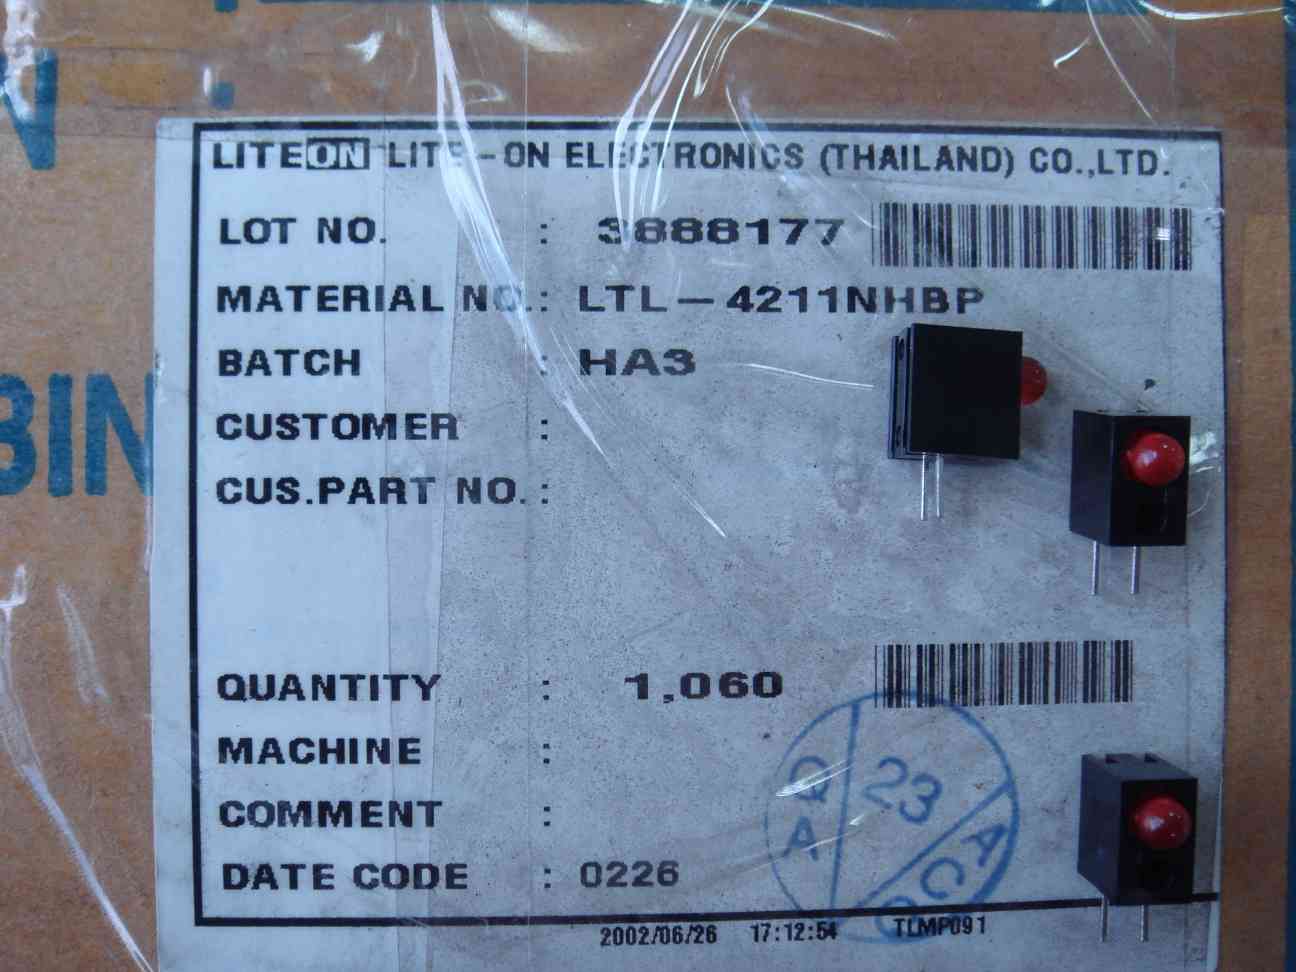 LITEON LITE-ON ELECTRONICS (THAILAND) CO.,LTD.
LOT NO. : 3888177
MATERIAL NO. : LTL-4211NHBP
BATCH : HA3
CUSTOMER :
CUS.PART NO. :
QUANTITY : 1,060
MACHINE :
COMMENT :
DATE CODE : 0226
2002/06/26 17:12:54 TLMP091
QA 23 ACC
BIN
N